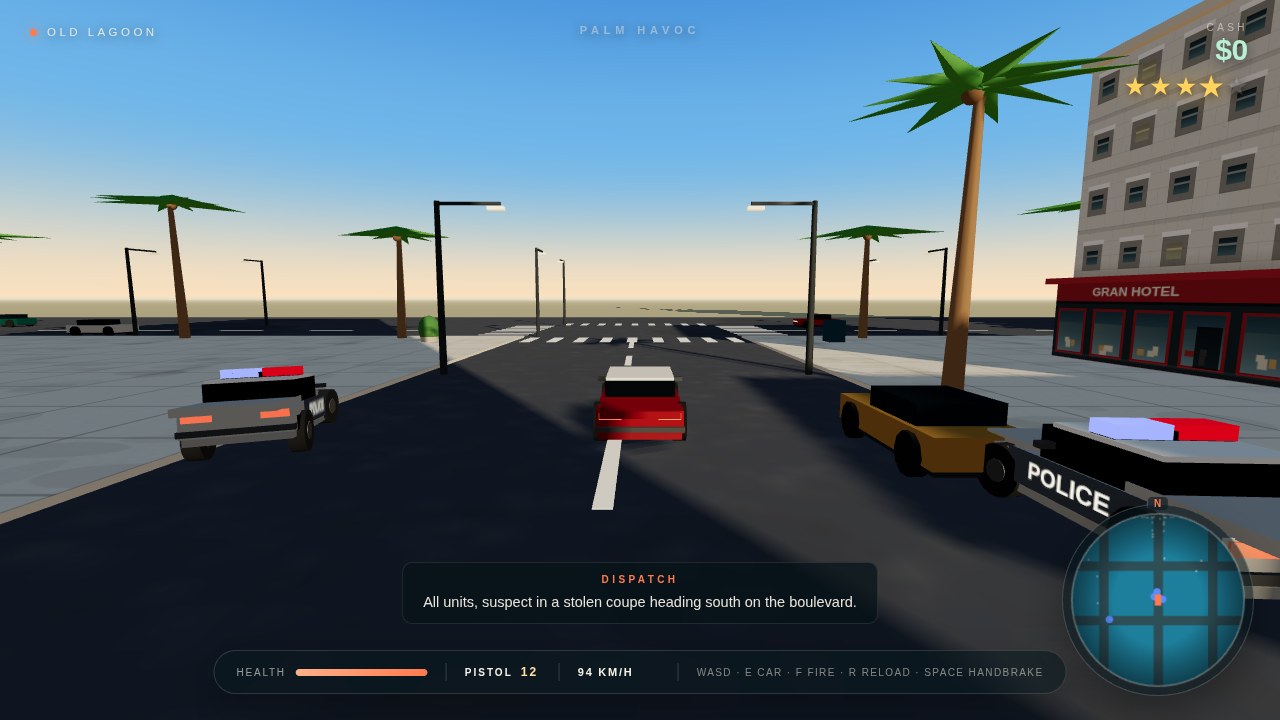 OLD LAGOON
PALM HAVOC
CASH
$0
GRAN HOTEL
POLICE
POLICE
N
DISPATCH
All units, suspect in a stolen coupe heading south on the boulevard.
HEALTH
PISTOL 12
94 KM/H
WASD · E CAR · F FIRE · R RELOAD · SPACE HANDBRAKE